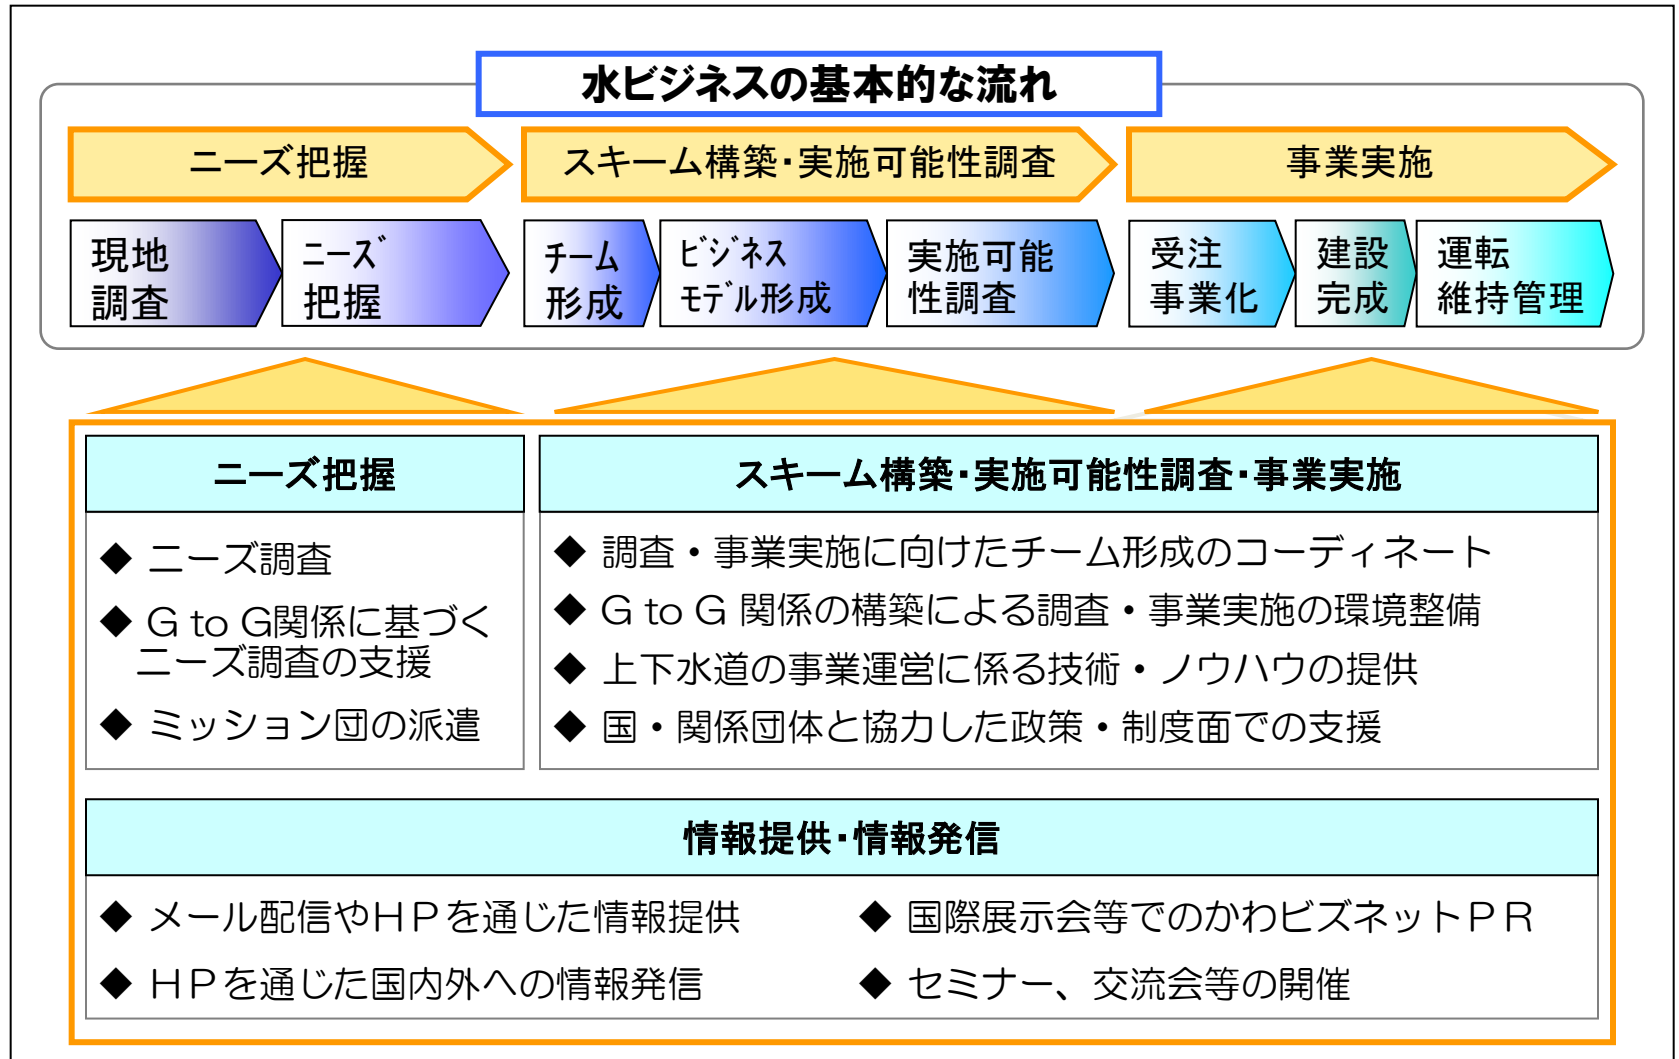 水ビジネスの基本的な流れ
ニーズ把握
スキーム構築・実施可能性調査
事業実施
現地
調査
ニーズ
把握
チーム
形成
ビジネス
モデル形成
実施可能
性調査
受注
事業化
建設
完成
運転
維持管理
ニーズ把握
◆ ニーズ調査
◆ G to G関係に基づく
ニーズ調査の支援
◆ ミッション団の派遣
スキーム構築・実施可能性調査・事業実施
◆ 調査・事業実施に向けたチーム形成のコーディネート
◆ G to G 関係の構築による調査・事業実施の環境整備
◆ 上下水道の事業運営に係る技術・ノウハウの提供
◆ 国・関係団体と協力した政策・制度面での支援
情報提供・情報発信
◆ メール配信やＨＰを通じた情報提供
◆ ＨＰを通じた国内外への情報発信
◆ 国際展示会等でのかわビズネットＰＲ
◆ セミナー、交流会等の開催